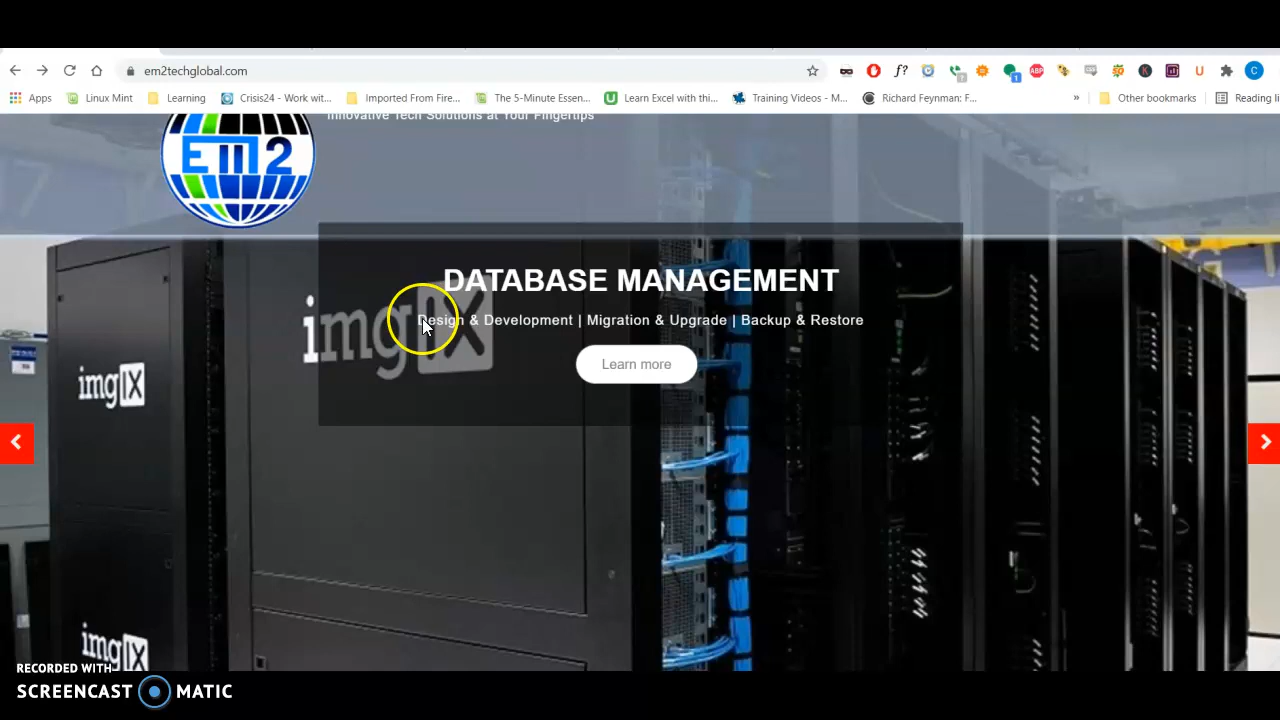 em2techglobal.com
Apps
Linux Mint
Learning
Crisis24 - Work wit...
Imported From Fire...
The 5-Minute Essen...
Learn Excel with thi...
Training Videos - M...
Richard Feynman: F...
»
Other bookmarks
Reading li
Innovative Tech Solutions at Your Fingertips
Em2
DATABASE MANAGEMENT
Design & Development | Migration & Upgrade | Backup & Restore
Learn more
imgIX
imgIX
imgIX
RECORDED WITH
SCREENCAST MATIC